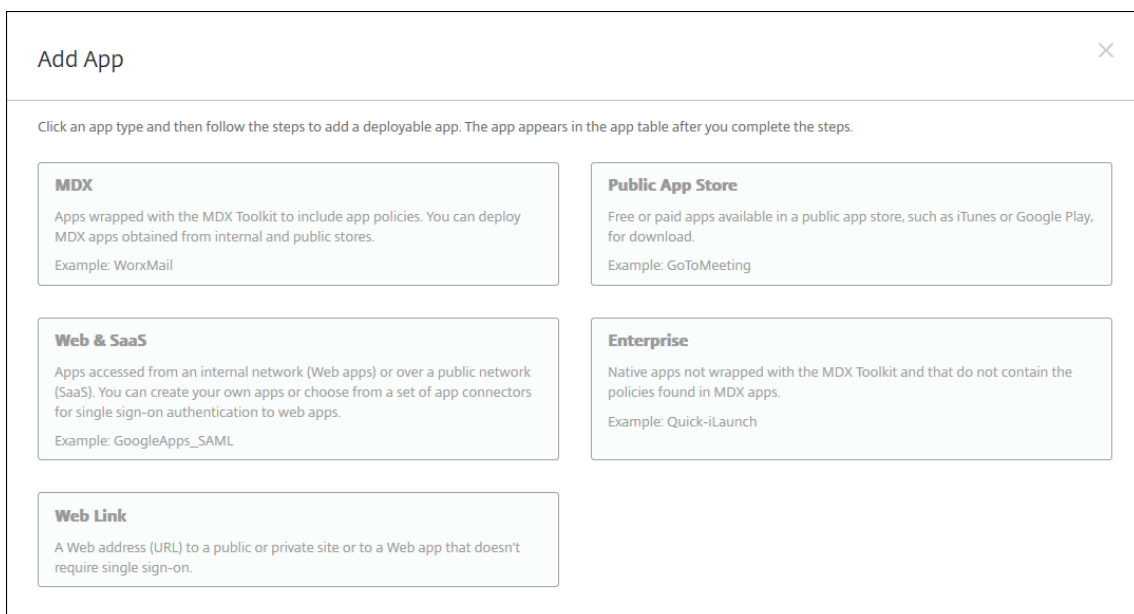 Add App
Click an app type and then follow the steps to add a deployable app. The app appears in the app table after you complete the steps.
MDX
Apps wrapped with the MDX Toolkit to include app policies. You can deploy
MDX apps obtained from internal and public stores.
Example: WorxMail
Public App Store
Free or paid apps available in a public app store, such as iTunes or Google Play,
for download.
Example: GoToMeeting
Web & SaaS
Apps accessed from an internal network (Web apps) or over a public network
(SaaS). You can create your own apps or choose from a set of app connectors
for single sign-on authentication to web apps.
Example: GoogleApps_SAML
Enterprise
Native apps not wrapped with the MDX Toolkit and that do not contain the
policies found in MDX apps.
Example: Quick-iLaunch
Web Link
A Web address (URL) to a public or private site or to a Web app that doesn't
require single sign-on.